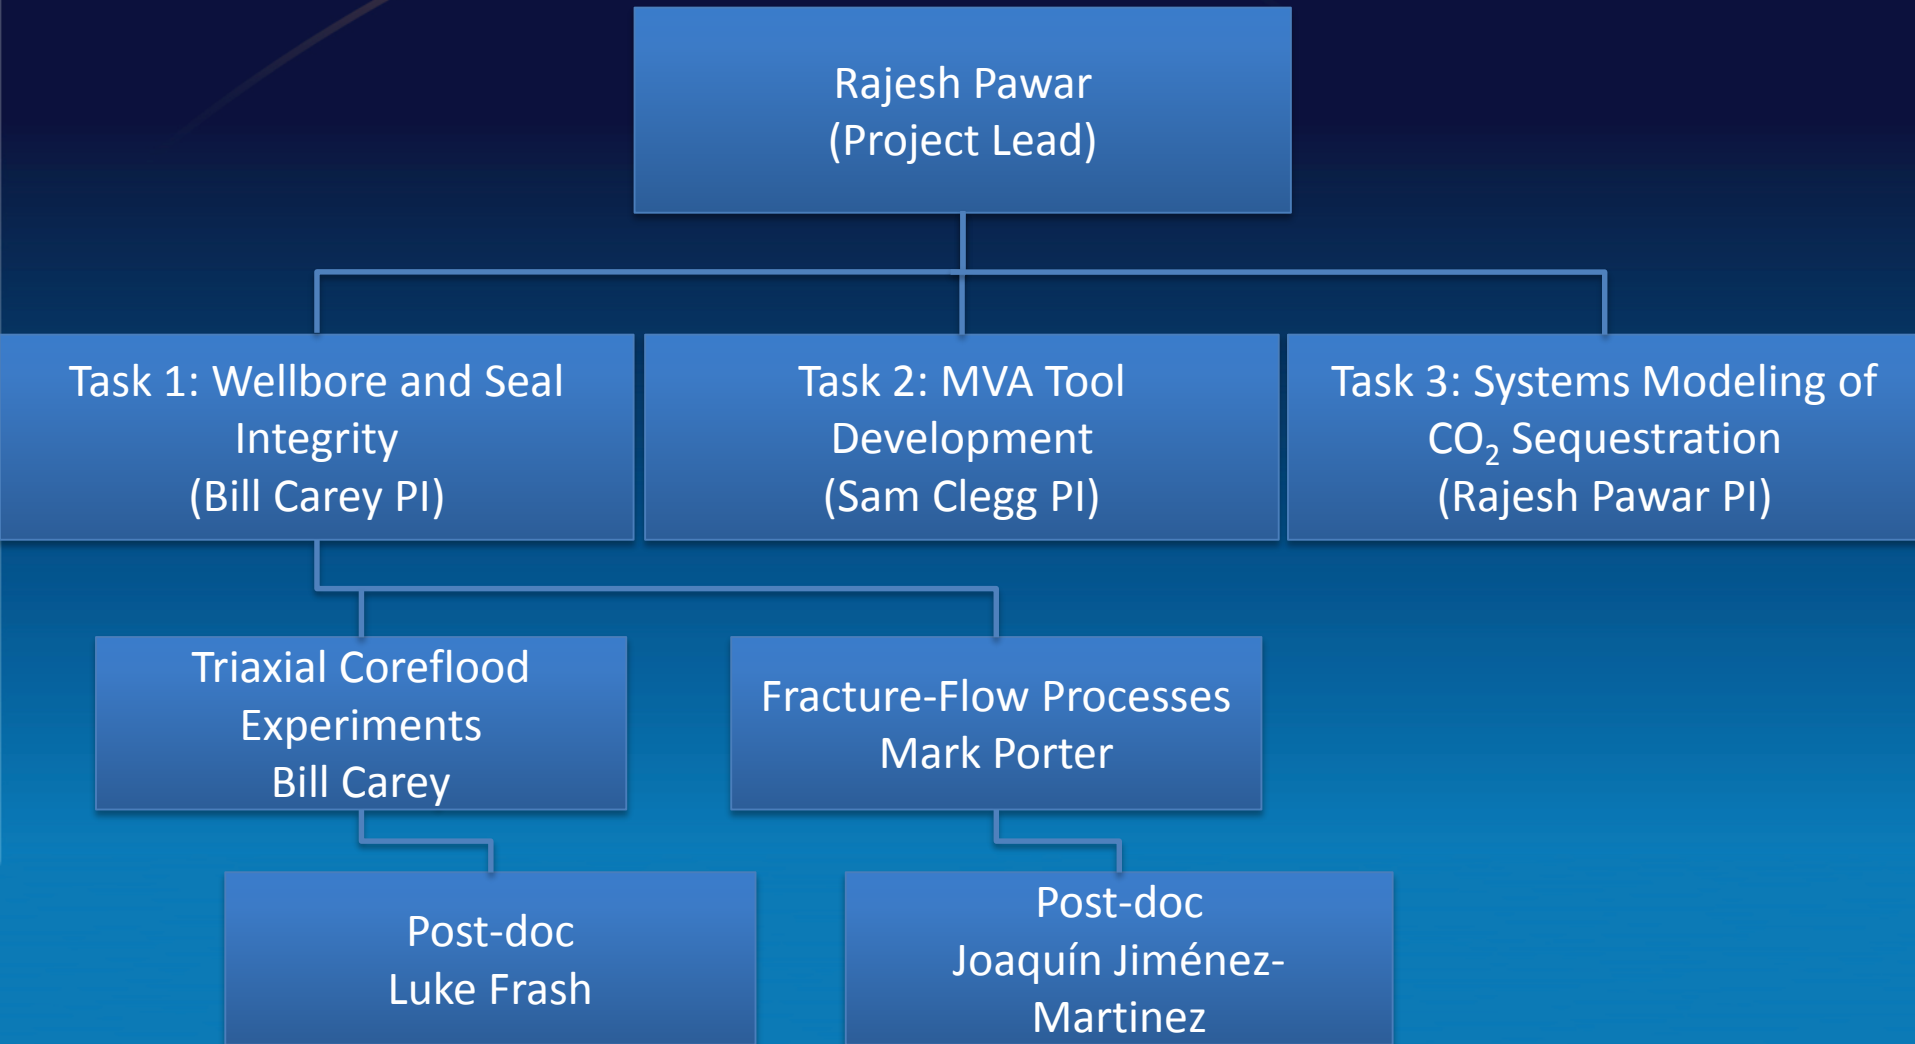 Rajesh Pawar
(Project Lead)
Task 1: Wellbore and Seal
Integrity
(Bill Carey PI)
Task 2: MVA Tool
Development
(Sam Clegg PI)
Task 3: Systems Modeling of
CO₂ Sequestration
(Rajesh Pawar PI)
Triaxial Coreflood
Experiments
Bill Carey
Fracture-Flow Processes
Mark Porter
Post-doc
Luke Frash
Post-doc
Joaquín Jiménez-
Martinez